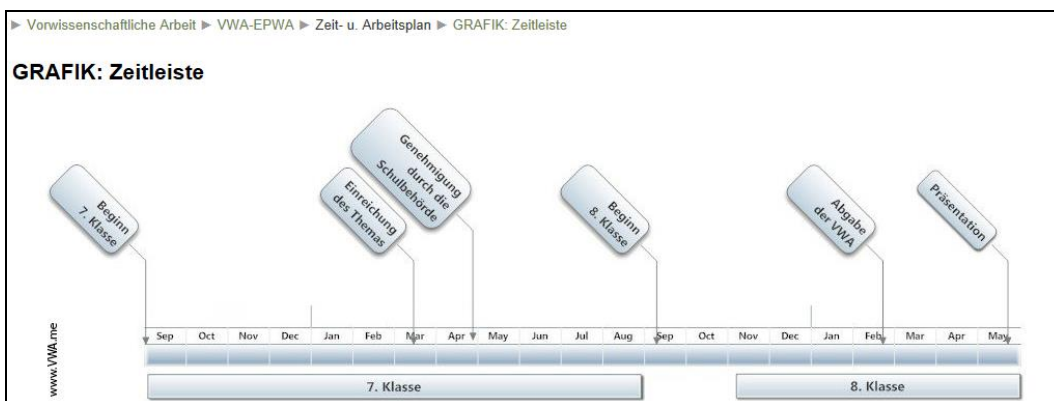 ► Vorwissenschaftliche Arbeit ► VWA-EPWA ► Zeit- u. Arbeitsplan ► GRAFIK: Zeitleiste
GRAFIK: Zeitleiste
Beginn
7. Klasse
Einreichung
des Themas
Genehmigung
durch die
Schulbehörde
Beginn
8. Klasse
Abgabe
der VWA
Präsentation
www.VWA.me
Sep Oct Nov Dec Jan Feb Mar Apr May Jun Jul Aug Sep Oct Nov Dec Jan Feb Mar Apr May
7. Klasse 8. Klasse